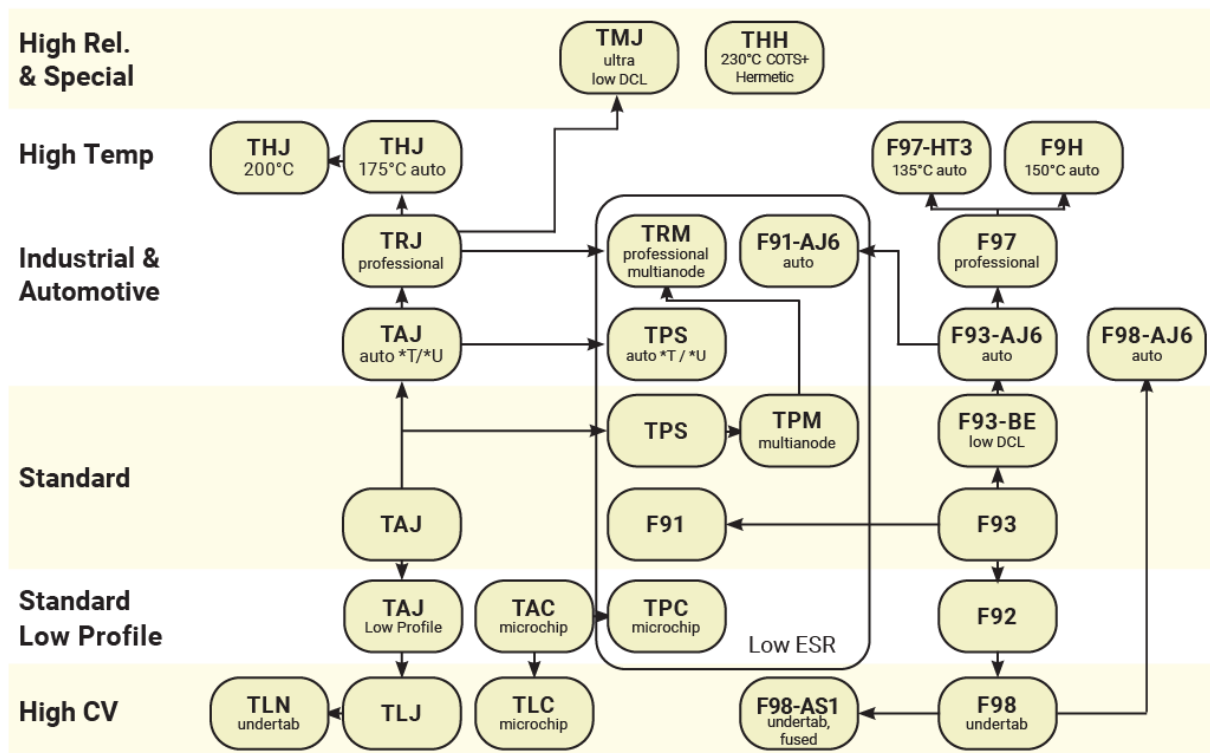 High Rel.
& Special
TMJ
ultra
low DCL
THH
230°C COTS+
Hermetic
High Temp
THJ
200°C
THJ
175°C auto
F97-HT3
135°C auto
F9H
150°C auto
Industrial &
Automotive
TRJ
professional
TRM
professional
multianode
F91-AJ6
auto
F97
professional
TAJ
auto *T/*U
TPS
auto *T / *U
F93-AJ6
auto
F98-AJ6
auto
Standard
TPS
TPM
multianode
F93-BE
low DCL
TAJ
F91
F93
Standard
Low Profile
TAJ
Low Profile
TAC
microchip
TPC
microchip
F92
Low ESR
High CV
TLN
undertab
TLJ
TLC
microchip
F98-AS1
undertab,
fused
F98
undertab